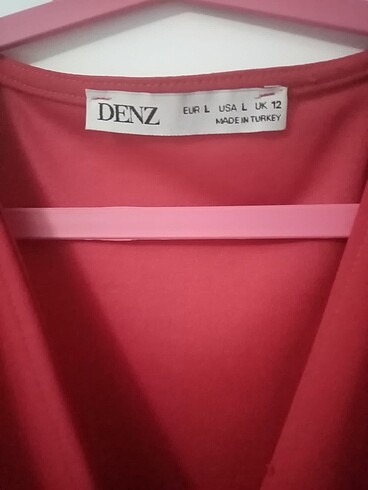 DENZ
EUR L USA L UK 12
MADE IN TURKEY